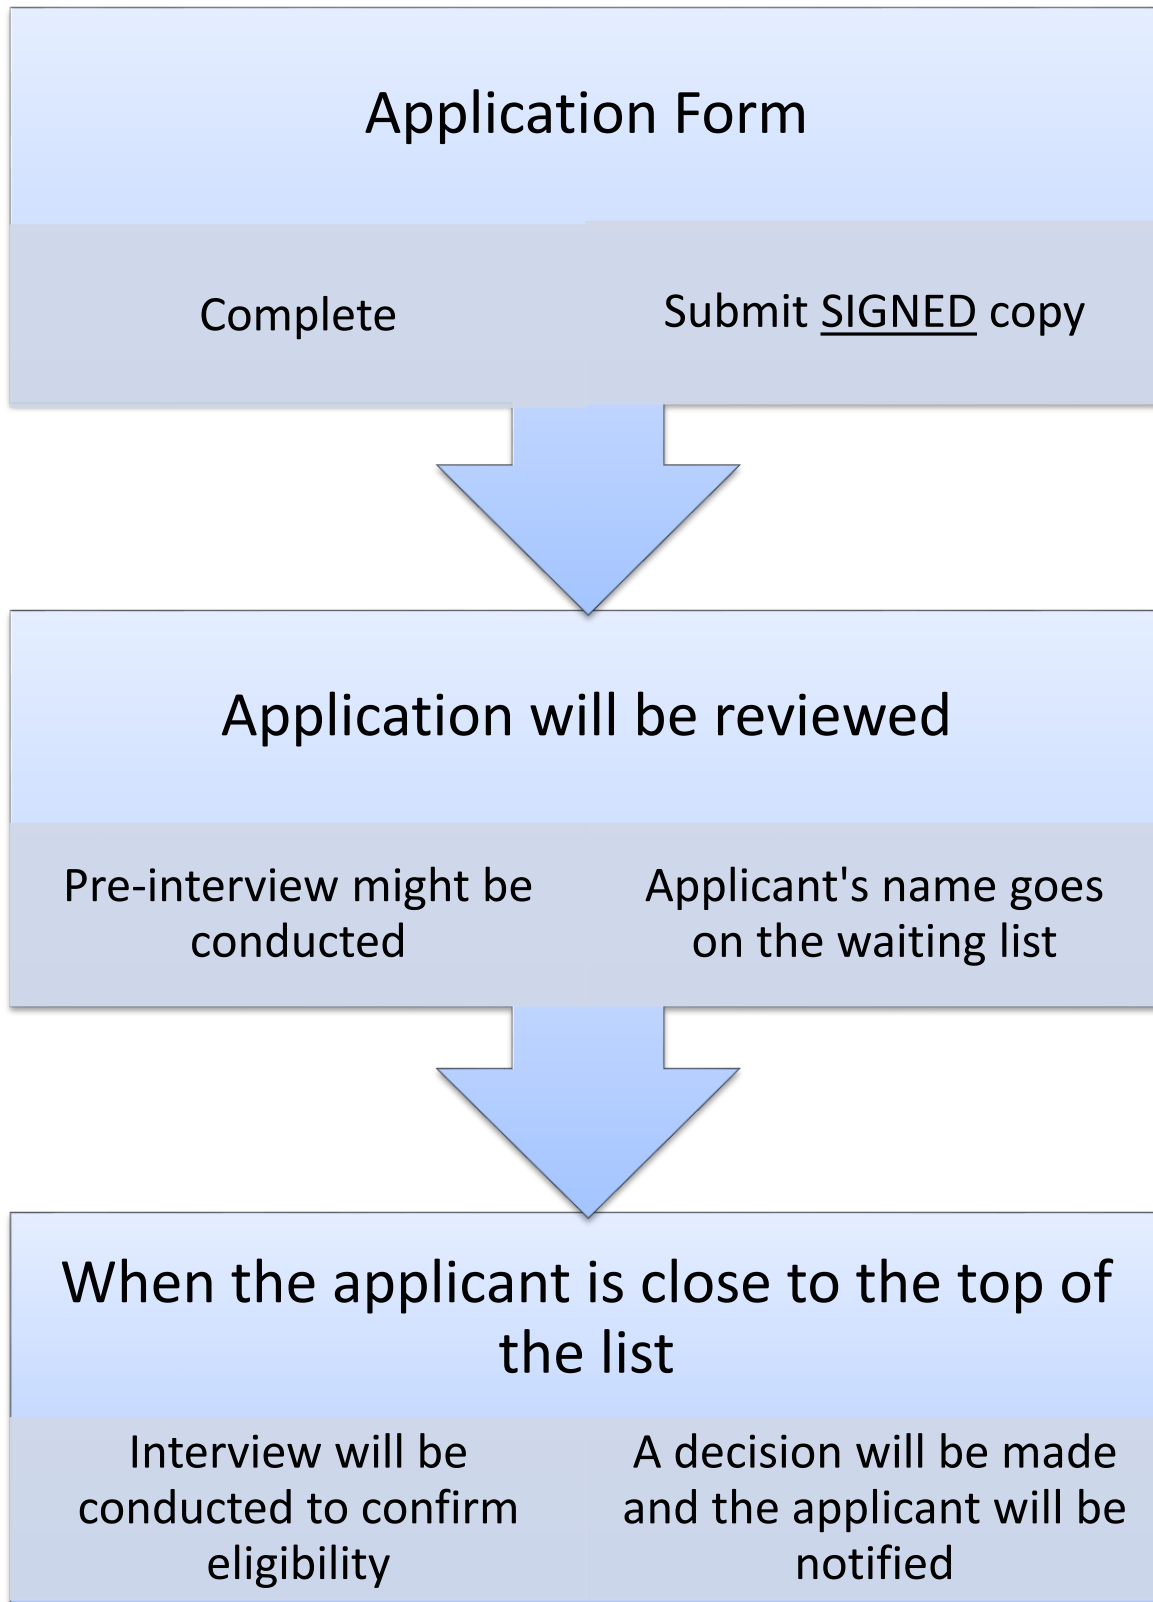 Application Form
Complete
Submit SIGNED copy
Application will be reviewed
Pre-interview might be
conducted
Applicant's name goes
on the waiting list
When the applicant is close to the top of
the list
Interview will be
conducted to confirm
eligibility
A decision will be made
and the applicant will be
notified